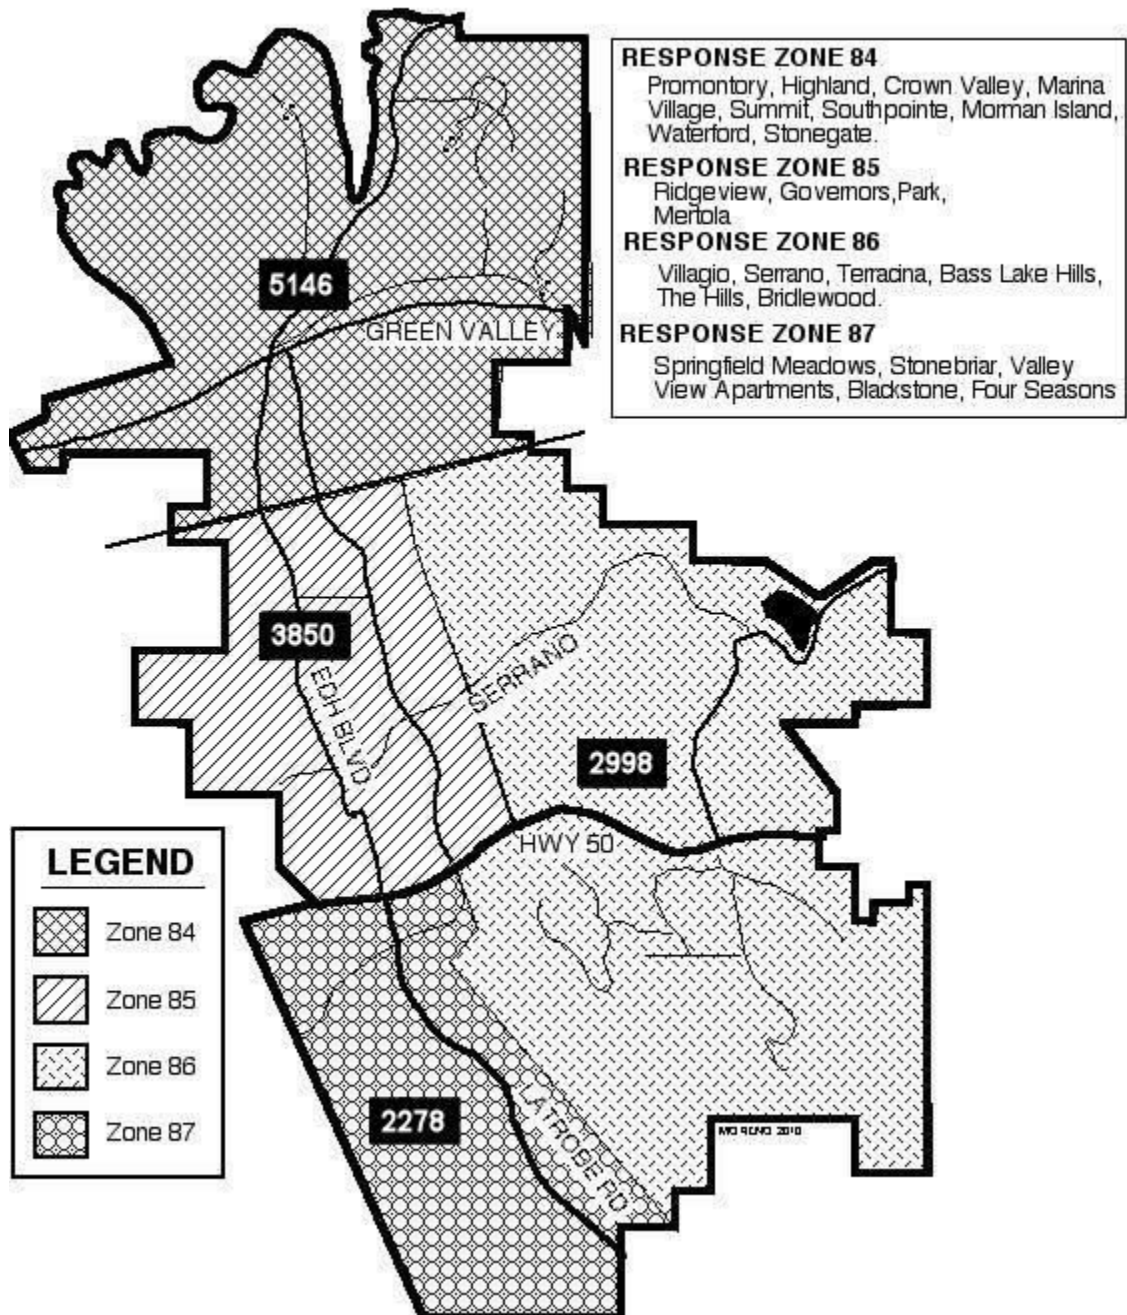 RESPONSE ZONE 84
Promontory, Highland, Crown Valley, Marina
Village, Summit, Southpointe, Morman Island,
Waterford, Stonegate.
RESPONSE ZONE 85
Ridgeview, Governors,Park,
Mertola
RESPONSE ZONE 86
Villagio, Serrano, Terracina, Bass Lake Hills,
The Hills, Bridlewood.
RESPONSE ZONE 87
Springfield Meadows, Stonebriar, Valley
View Apartments, Blackstone, Four Seasons
5146
GREEN VALLEY
3850
EDH BLVD
SERRANO
2998
HWY 50
LEGEND
Zone 84
Zone 85
Zone 86
Zone 87
2278
LATROBE RD
MORENO 2010